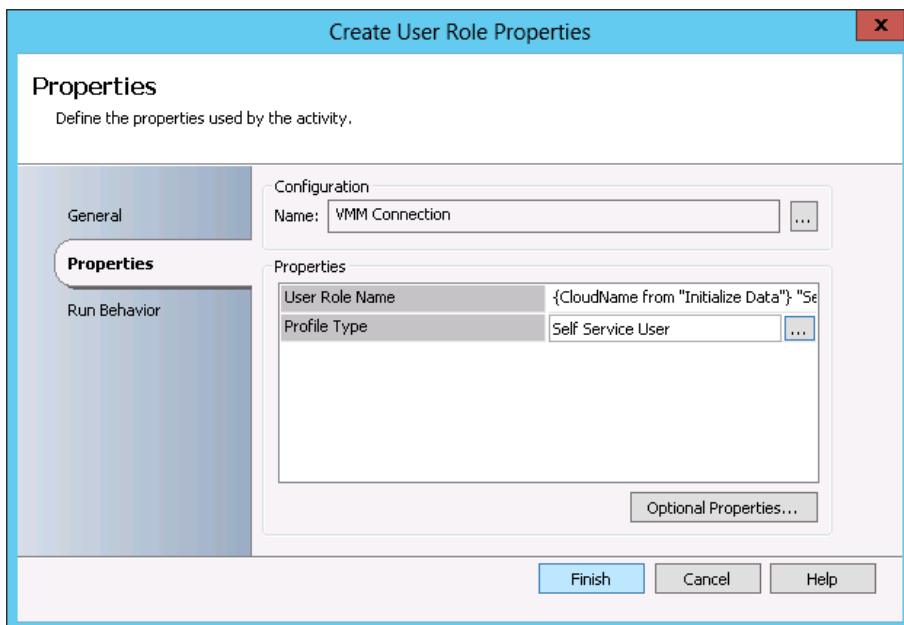 Create User Role Properties
x
Properties
Define the properties used by the activity.
General
Properties
Run Behavior
Configuration
Name: VMM Connection ...
Properties
User Role Name {CloudName from "Initialize Data"} "Se
Profile Type Self Service User ...
Optional Properties...
Finish Cancel Help